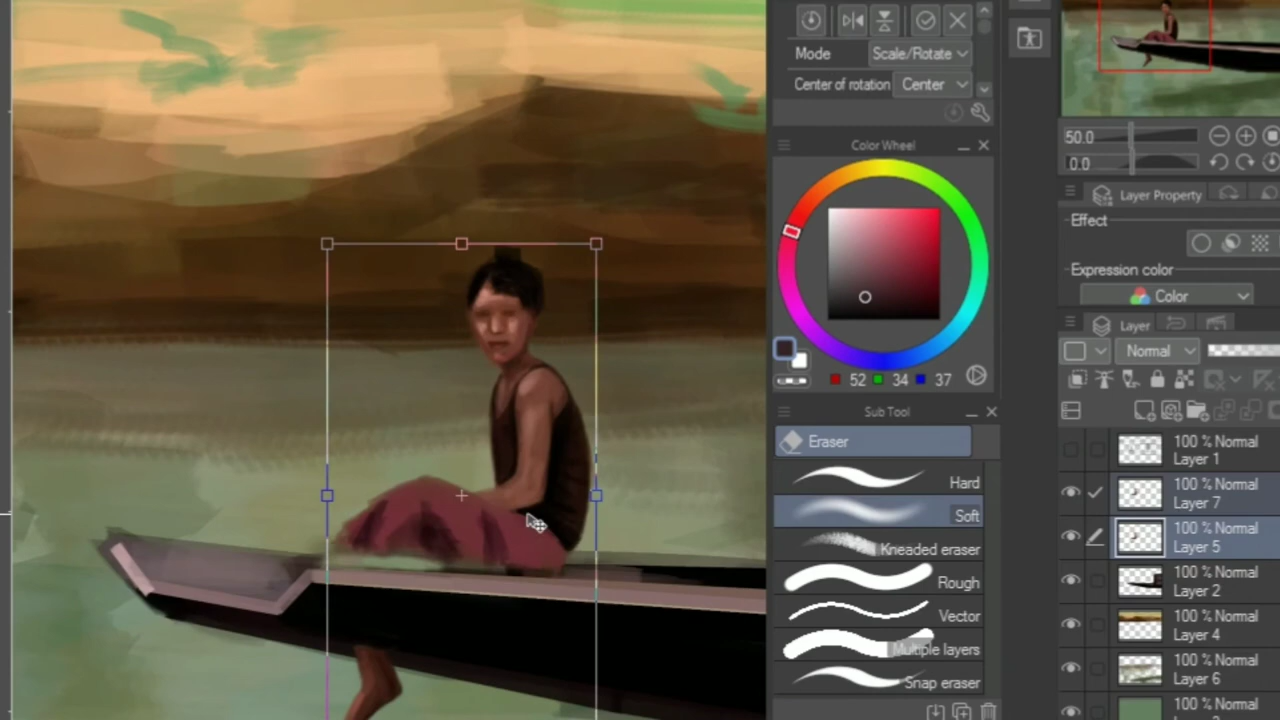 Mode Scale/Rotate
Center of rotation Center
Color Wheel
52 34 37
Sub Tool
Eraser
Hard
Soft
Kneaded eraser
Rough
Vector
Multiple layers
Snap eraser
50.0
0.0
Layer Property
Effect
Expression color
Color
Layer
Normal
100 % Normal
Layer 1
100 % Normal
Layer 7
100 % Normal
Layer 5
100 % Normal
Layer 2
100 % Normal
Layer 4
100 % Normal
Layer 6
100 % Normal